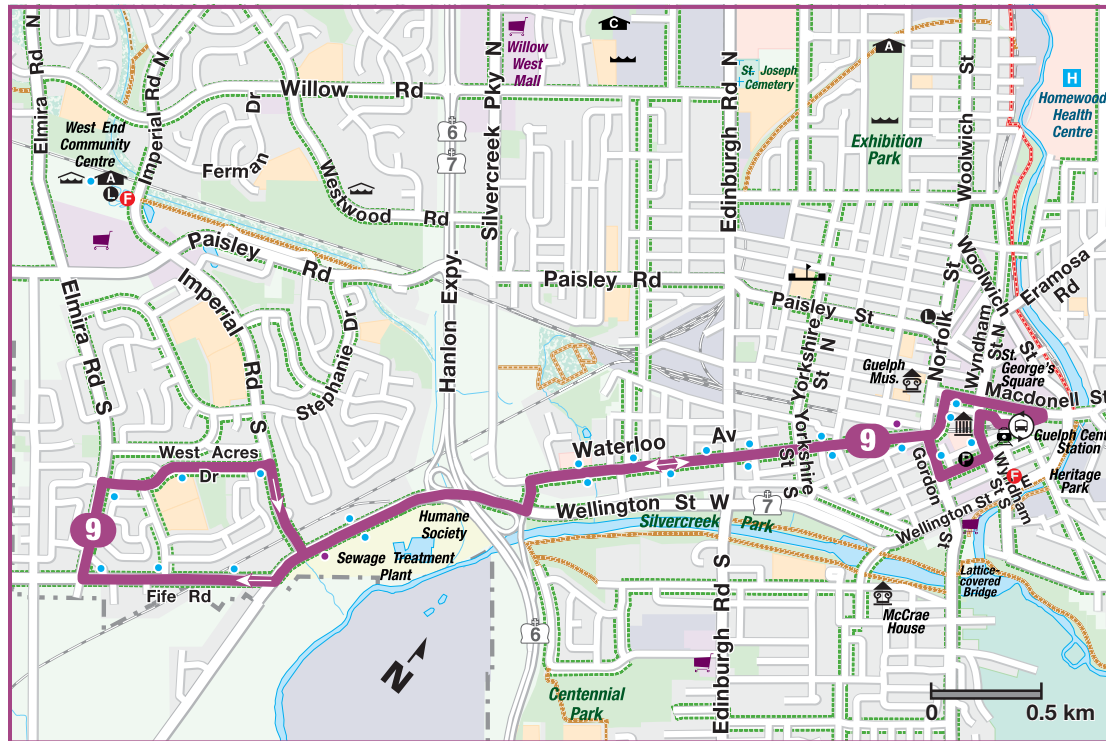 Elmira Rd N
Imperial Rd N
West End
Community
Centre
A
L
F
Dr
Ferman
Willow Rd
Westwood Rd
6
7
Silvercreek Pky N
Willow
West
Mall
C
Edinburgh Rd N
St. Joseph
Cemetery
A
Exhibition
Park
Woolwich St
H
Homewood
Health
Centre
Paisley Rd
Imperial Rd S
Elmira Rd S
Stephanie Dr
Hanlon Expy.
Paisley Rd
Paisley St
Yorkshire St N
L
Norfolk St
Woolwich St
Eramosa Rd
Wyndham St N
St.
George's
Square
Guelph
Mus.
Macdonell St
Guelph Cent
Station
Heritage
Park
P
F
Wyndham St S
Gordon St
Wellington St E
Waterloo Av
9
Yorkshire St S
West Acres
Dr
9
Fife Rd
Humane
Society
Sewage Treatment
Plant
Wellington St W
7
Silvercreek Park
Edinburgh Rd S
6
Centennial
Park
McCrae
House
Lattice-
covered
Bridge
N
0 0.5 km